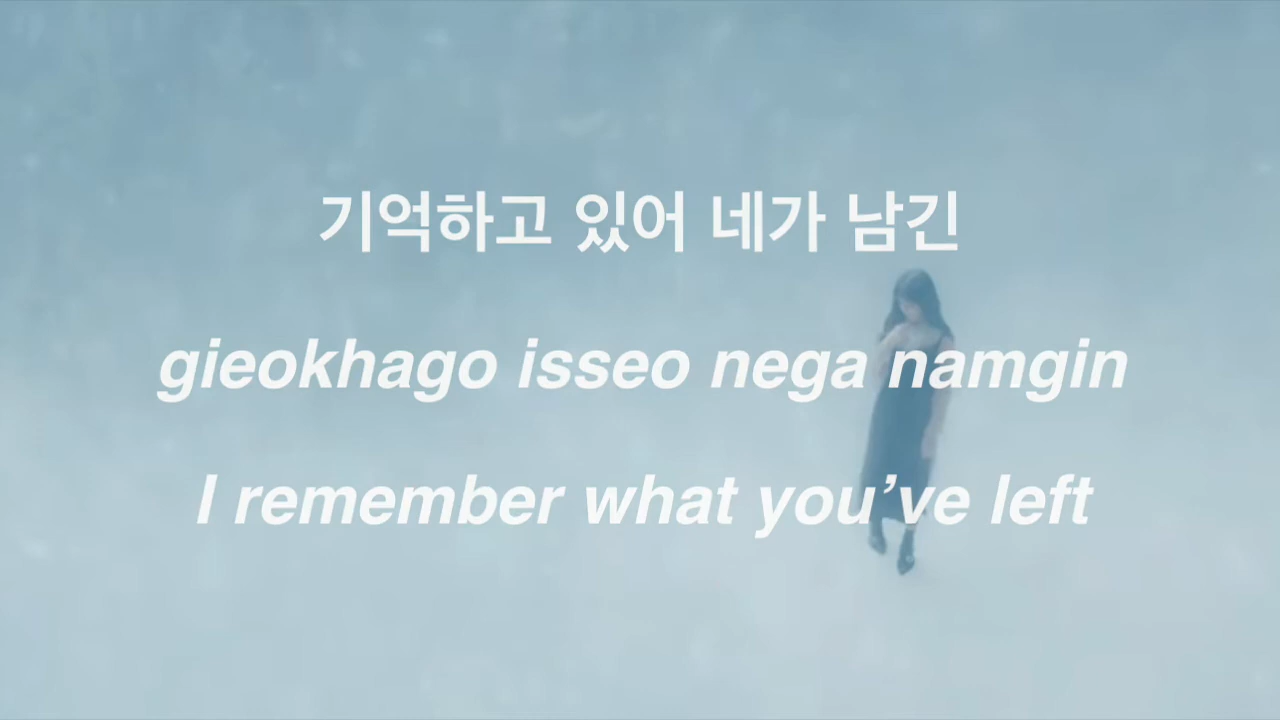 기억하고 있어 네가 남긴
gieokhago isseo nega namgin
I remember what you’ve left